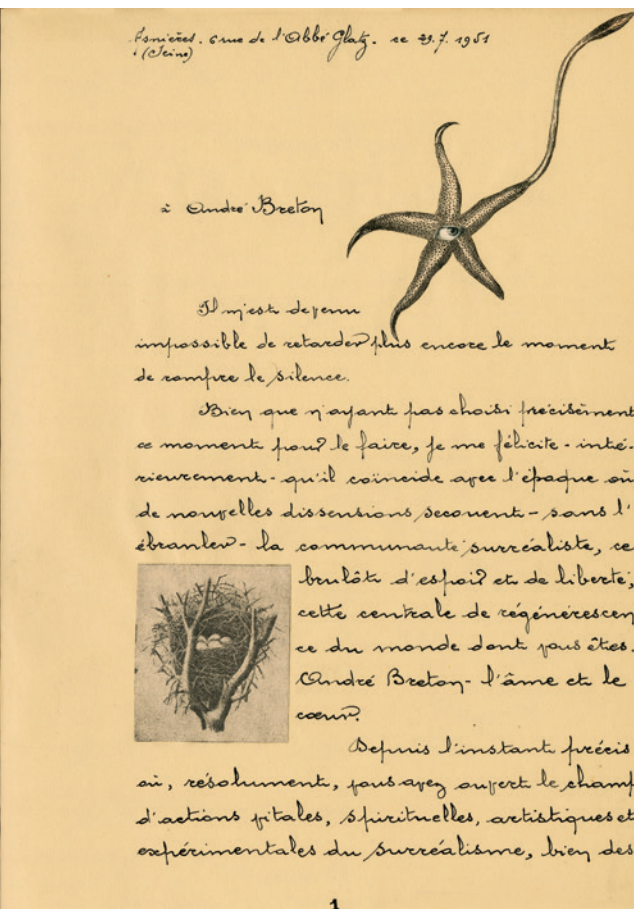 Asnières. 6 rue de l'Abbé Glatz. ce 29.7.1951
(Seine)
à André Breton
Il m'est devenu
impossible de retarder plus encore le moment
de rompre le silence.
Bien que n'ayant pas choisi précisément
ce moment pour le faire, je me félicite - inté-
rieurement - qu'il coïncide avec l'époque où
de nouvelles dissensions secouent - sans l'
ébranler - la communauté surréaliste, ce
brulôt d'espoir et de liberté,
cette centrale de régénérescen
ce du monde dont vous êtes.
André Breton - l'âme et le
cœur.
Depuis l'instant précis
où, résolument, vous avez ouvert le champ
d'actions vitales, spirituelles, artistiques et
expérimentales du surréalisme, bien des
1